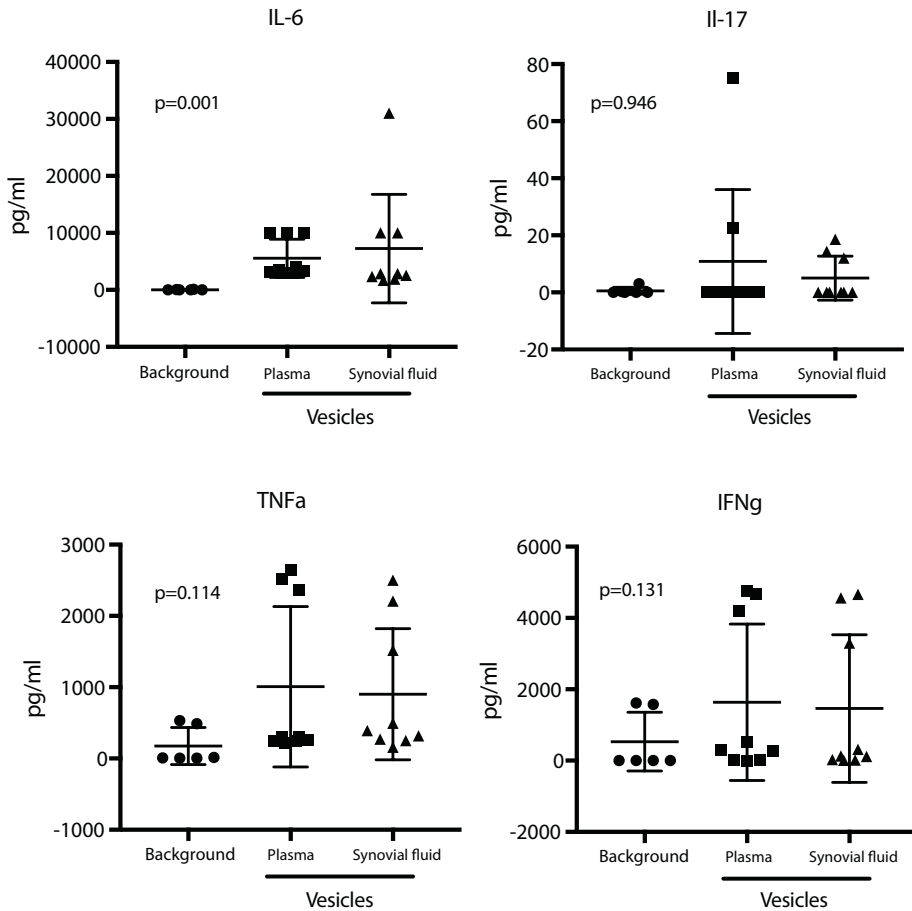 IL-6
40000
30000
20000
10000
0
-10000
pg/ml
p=0.001
Background
Plasma
Synovial fluid
Vesicles
Il-17
80
60
40
20
0
-20
pg/ml
p=0.946
Background
Plasma
Synovial fluid
Vesicles
TNFa
3000
2000
1000
0
-1000
pg/ml
p=0.114
Background
Plasma
Synovial fluid
Vesicles
IFNg
6000
4000
2000
0
-2000
pg/ml
p=0.131
Background
Plasma
Synovial fluid
Vesicles